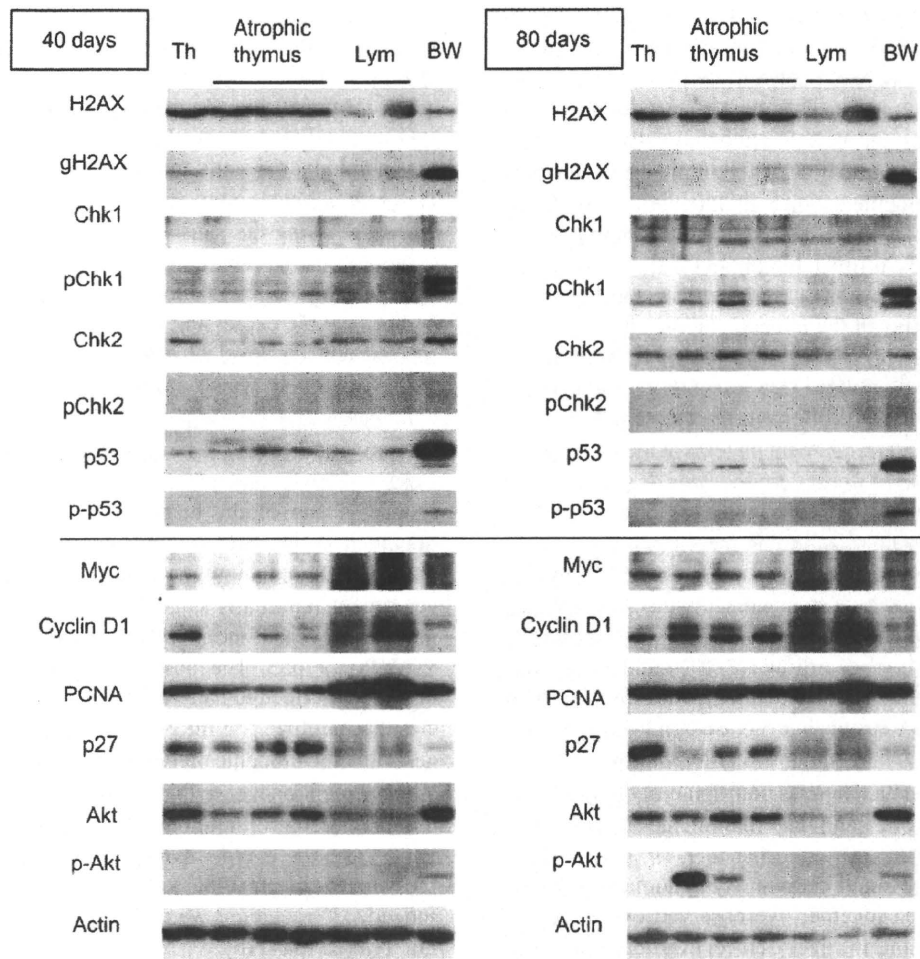 40 days
Th
Atrophic
thymus
Lym
BW
H2AX
gH2AX
Chk1
pChk1
Chk2
pChk2
p53
p-p53
Myc
Cyclin D1
PCNA
p27
Akt
p-Akt
Actin
80 days
Th
Atrophic
thymus
Lym
BW
H2AX
gH2AX
Chk1
pChk1
Chk2
pChk2
p53
p-p53
Myc
Cyclin D1
PCNA
p27
Akt
p-Akt
Actin